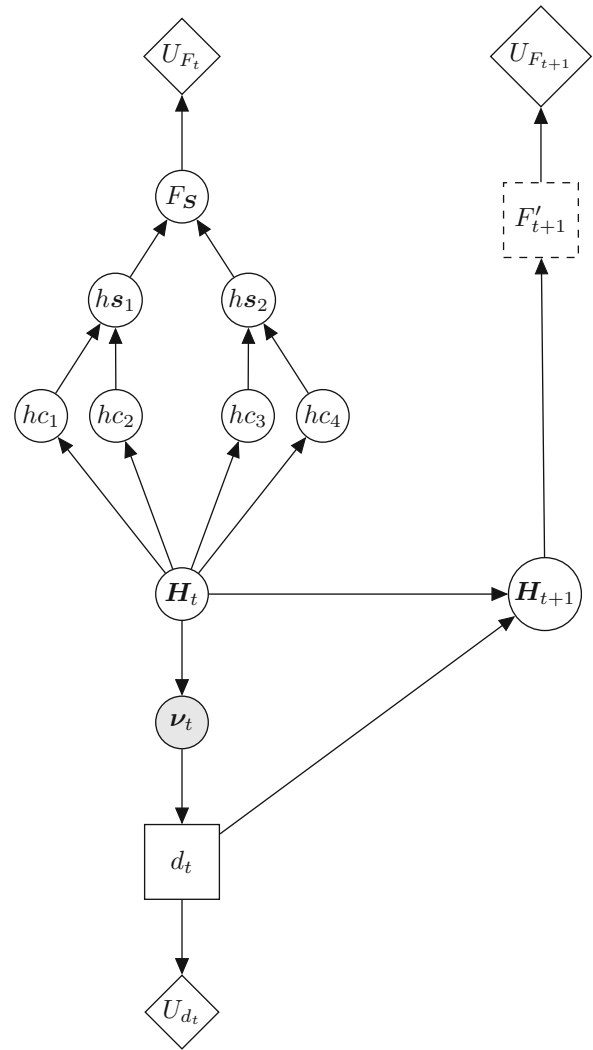 U_{F_t}
U_{F_{t+1}}
F_𝑺
F'_{t+1}
h𝒔_1
h𝒔_2
hc_1
hc_2
hc_3
hc_4
𝑯_t
𝑯_{t+1}
𝝂_t
d_t
U_{d_t}